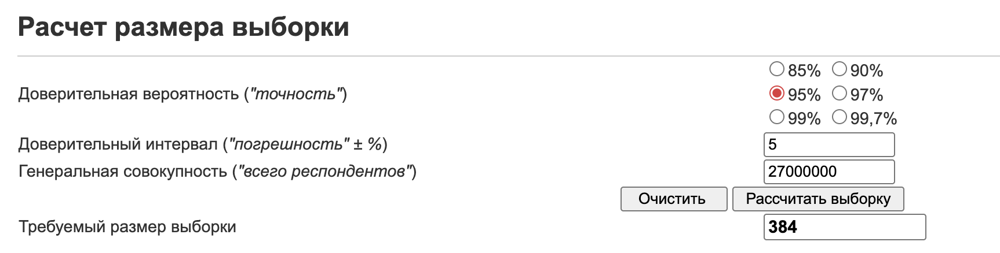 Расчет размера выборки
85% 90%
Доверительная вероятность ("точность") 95% 97%
99% 99,7%
Доверительный интервал ("погрешность" ± %) 5
Генеральная совокупность ("всего респондентов") 27000000
Очистить Рассчитать выборку
Требуемый размер выборки 384